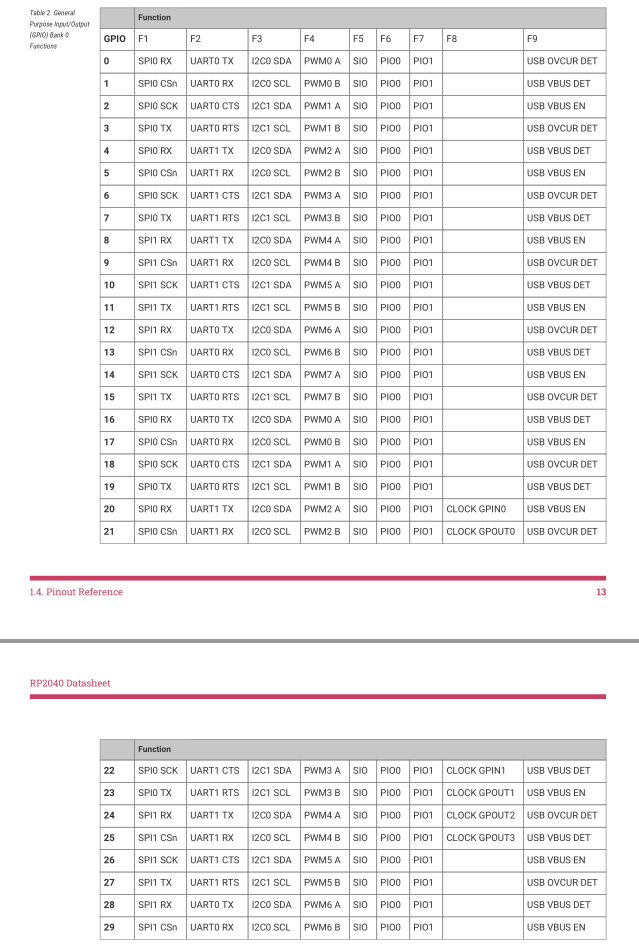 Table 2. General
Purpose Input/Output
(GPIO) Bank 0
Functions
Function
GPIO F1 F2 F3 F4 F5 F6 F7 F8 F9
0 SPI0 RX UART0 TX I2C0 SDA PWM0 A SIO PIO0 PIO1 USB OVCUR DET
1 SPI0 CSn UART0 RX I2C0 SCL PWM0 B SIO PIO0 PIO1 USB VBUS DET
2 SPI0 SCK UART0 CTS I2C1 SDA PWM1 A SIO PIO0 PIO1 USB VBUS EN
3 SPI0 TX UART0 RTS I2C1 SCL PWM1 B SIO PIO0 PIO1 USB OVCUR DET
4 SPI0 RX UART1 TX I2C0 SDA PWM2 A SIO PIO0 PIO1 USB VBUS DET
5 SPI0 CSn UART1 RX I2C0 SCL PWM2 B SIO PIO0 PIO1 USB VBUS EN
6 SPI0 SCK UART1 CTS I2C1 SDA PWM3 A SIO PIO0 PIO1 USB OVCUR DET
7 SPI0 TX UART1 RTS I2C1 SCL PWM3 B SIO PIO0 PIO1 USB VBUS DET
8 SPI1 RX UART1 TX I2C0 SDA PWM4 A SIO PIO0 PIO1 USB VBUS EN
9 SPI1 CSn UART1 RX I2C0 SCL PWM4 B SIO PIO0 PIO1 USB OVCUR DET
10 SPI1 SCK UART1 CTS I2C1 SDA PWM5 A SIO PIO0 PIO1 USB VBUS DET
11 SPI1 TX UART1 RTS I2C1 SCL PWM5 B SIO PIO0 PIO1 USB VBUS EN
12 SPI1 RX UART0 TX I2C0 SDA PWM6 A SIO PIO0 PIO1 USB OVCUR DET
13 SPI1 CSn UART0 RX I2C0 SCL PWM6 B SIO PIO0 PIO1 USB VBUS DET
14 SPI1 SCK UART0 CTS I2C1 SDA PWM7 A SIO PIO0 PIO1 USB VBUS EN
15 SPI1 TX UART0 RTS I2C1 SCL PWM7 B SIO PIO0 PIO1 USB OVCUR DET
16 SPI0 RX UART0 TX I2C0 SDA PWM0 A SIO PIO0 PIO1 USB VBUS DET
17 SPI0 CSn UART0 RX I2C0 SCL PWM0 B SIO PIO0 PIO1 USB VBUS EN
18 SPI0 SCK UART0 CTS I2C1 SDA PWM1 A SIO PIO0 PIO1 USB OVCUR DET
19 SPI0 TX UART0 RTS I2C1 SCL PWM1 B SIO PIO0 PIO1 USB VBUS DET
20 SPI0 RX UART1 TX I2C0 SDA PWM2 A SIO PIO0 PIO1 CLOCK GPIN0 USB VBUS EN
21 SPI0 CSn UART1 RX I2C0 SCL PWM2 B SIO PIO0 PIO1 CLOCK GPOUT0 USB OVCUR DET
1.4. Pinout Reference 13
RP2040 Datasheet
Function
22 SPI0 SCK UART1 CTS I2C1 SDA PWM3 A SIO PIO0 PIO1 CLOCK GPIN1 USB VBUS DET
23 SPI0 TX UART1 RTS I2C1 SCL PWM3 B SIO PIO0 PIO1 CLOCK GPOUT1 USB VBUS EN
24 SPI1 RX UART1 TX I2C0 SDA PWM4 A SIO PIO0 PIO1 CLOCK GPOUT2 USB OVCUR DET
25 SPI1 CSn UART1 RX I2C0 SCL PWM4 B SIO PIO0 PIO1 CLOCK GPOUT3 USB VBUS DET
26 SPI1 SCK UART1 CTS I2C1 SDA PWM5 A SIO PIO0 PIO1 USB VBUS EN
27 SPI1 TX UART1 RTS I2C1 SCL PWM5 B SIO PIO0 PIO1 USB OVCUR DET
28 SPI1 RX UART0 TX I2C0 SDA PWM6 A SIO PIO0 PIO1 USB VBUS DET
29 SPI1 CSn UART0 RX I2C0 SCL PWM6 B SIO PIO0 PIO1 USB VBUS EN